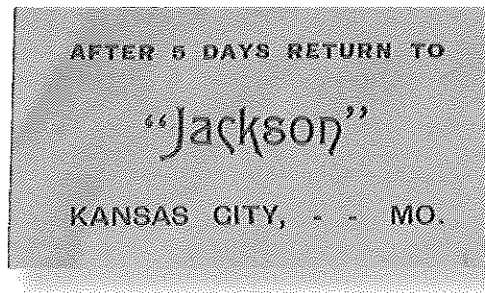 AFTER 5 DAYS RETURN TO
“Jackson”
KANSAS CITY, - - MO.